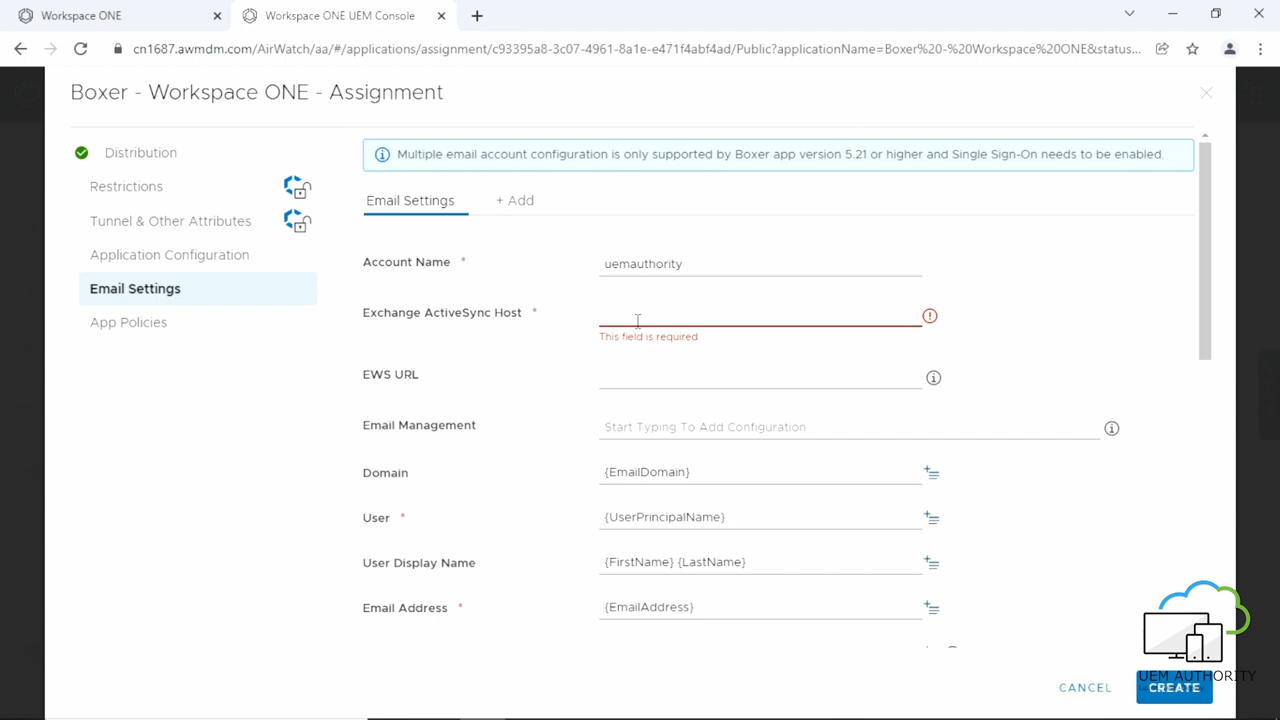 Workspace ONE
Workspace ONE UEM Console
cn1687.awmdm.com/AirWatch/aa/#/applications/assignment/c93395a8-3c07-4961-8a1e-e471f4abf4ad/Public?applicationName=Boxer%20-%20Workspace%20ONE&status...
Boxer - Workspace ONE - Assignment
Distribution
Restrictions
Tunnel & Other Attributes
Application Configuration
Email Settings
App Policies
Multiple email account configuration is only supported by Boxer app version 5.21 or higher and Single Sign-On needs to be enabled.
Email Settings
+ Add
Account Name *
uemauthority
Exchange ActiveSync Host *
This field is required
EWS URL
Email Management
Start Typing To Add Configuration
Domain
{EmailDomain}
User *
{UserPrincipalName}
User Display Name
{FirstName} {LastName}
Email Address *
{EmailAddress}
CANCEL
CREATE
UEM AUTHORITY